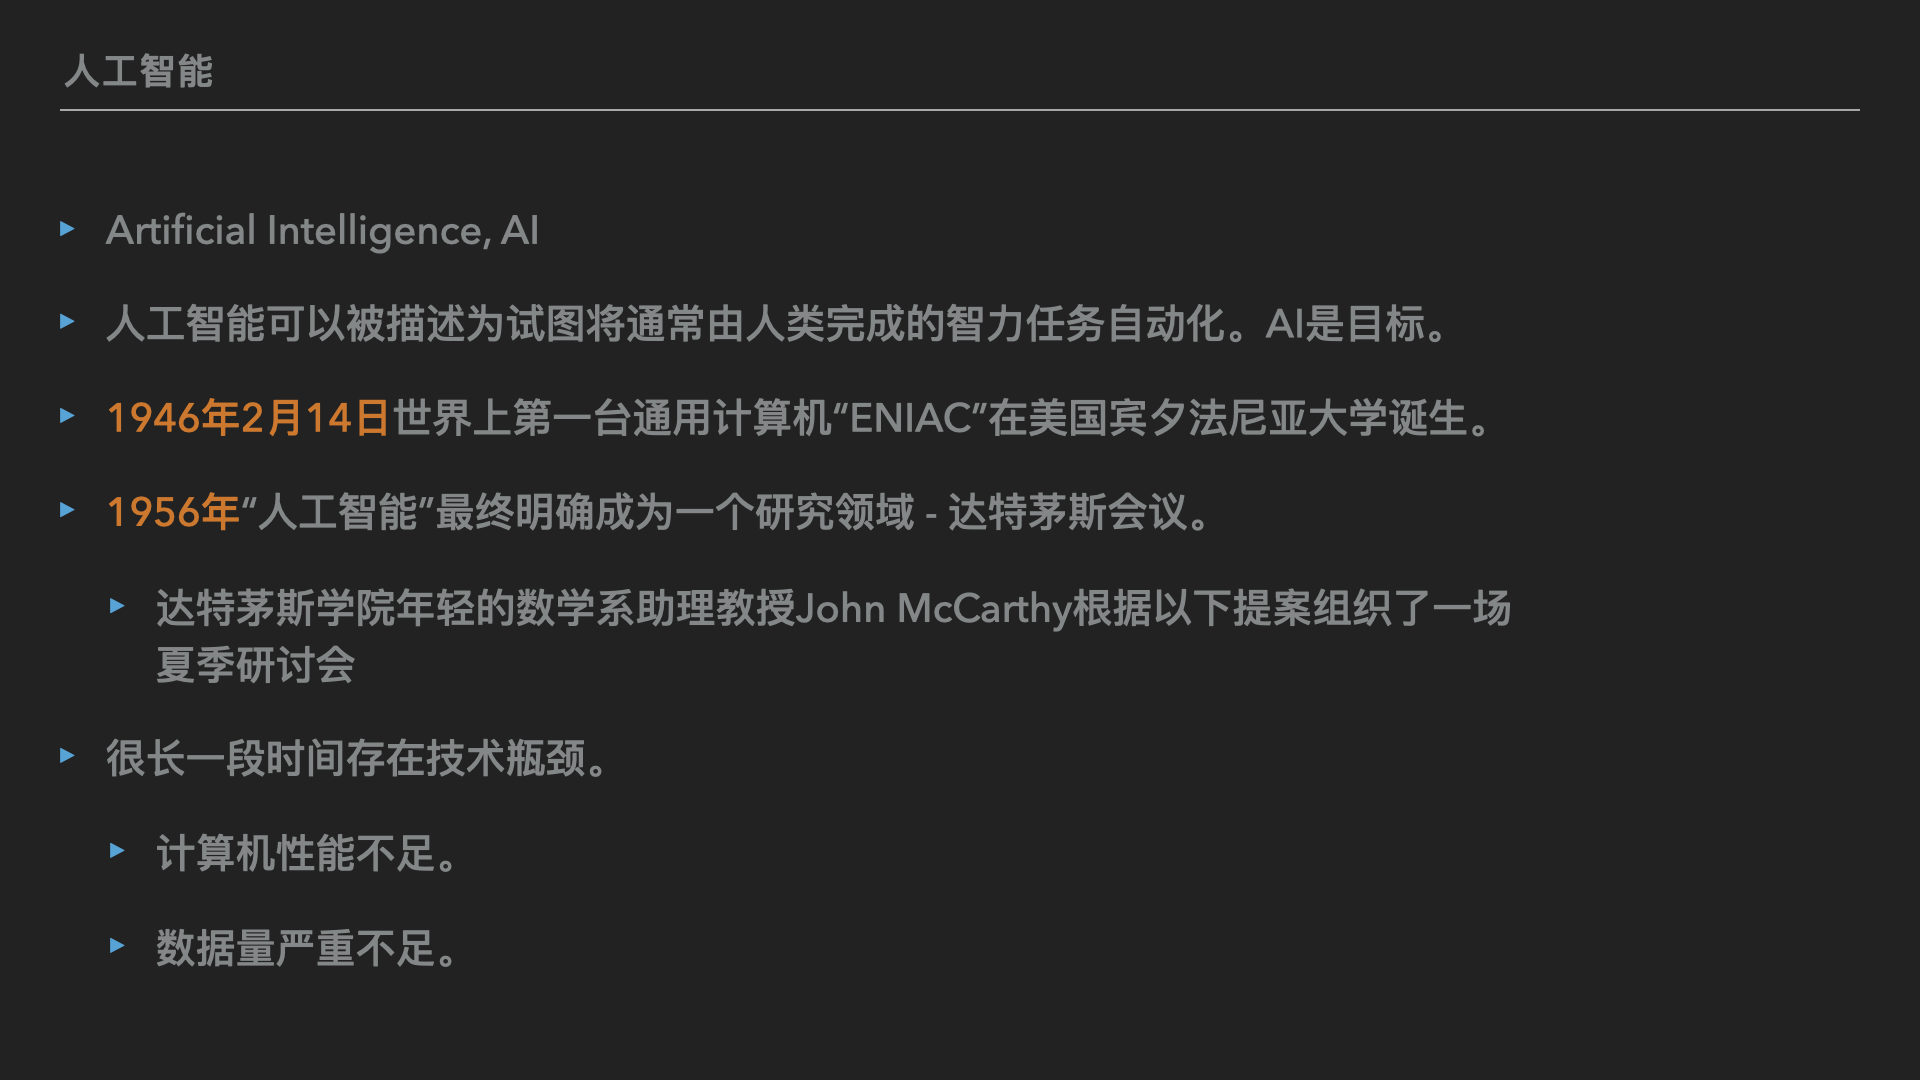 人工智能
Artificial Intelligence, AI
人工智能可以被描述为试图将通常由人类完成的智力任务自动化。AI是目标。
1946年2月14日世界上第一台通用计算机“ENIAC”在美国宾夕法尼亚大学诞生。
1956年“人工智能”最终明确成为一个研究领域 - 达特茅斯会议。
达特茅斯学院年轻的数学系助理教授John McCarthy根据以下提案组织了一场
夏季研讨会
很长一段时间存在技术瓶颈。
计算机性能不足。
数据量严重不足。